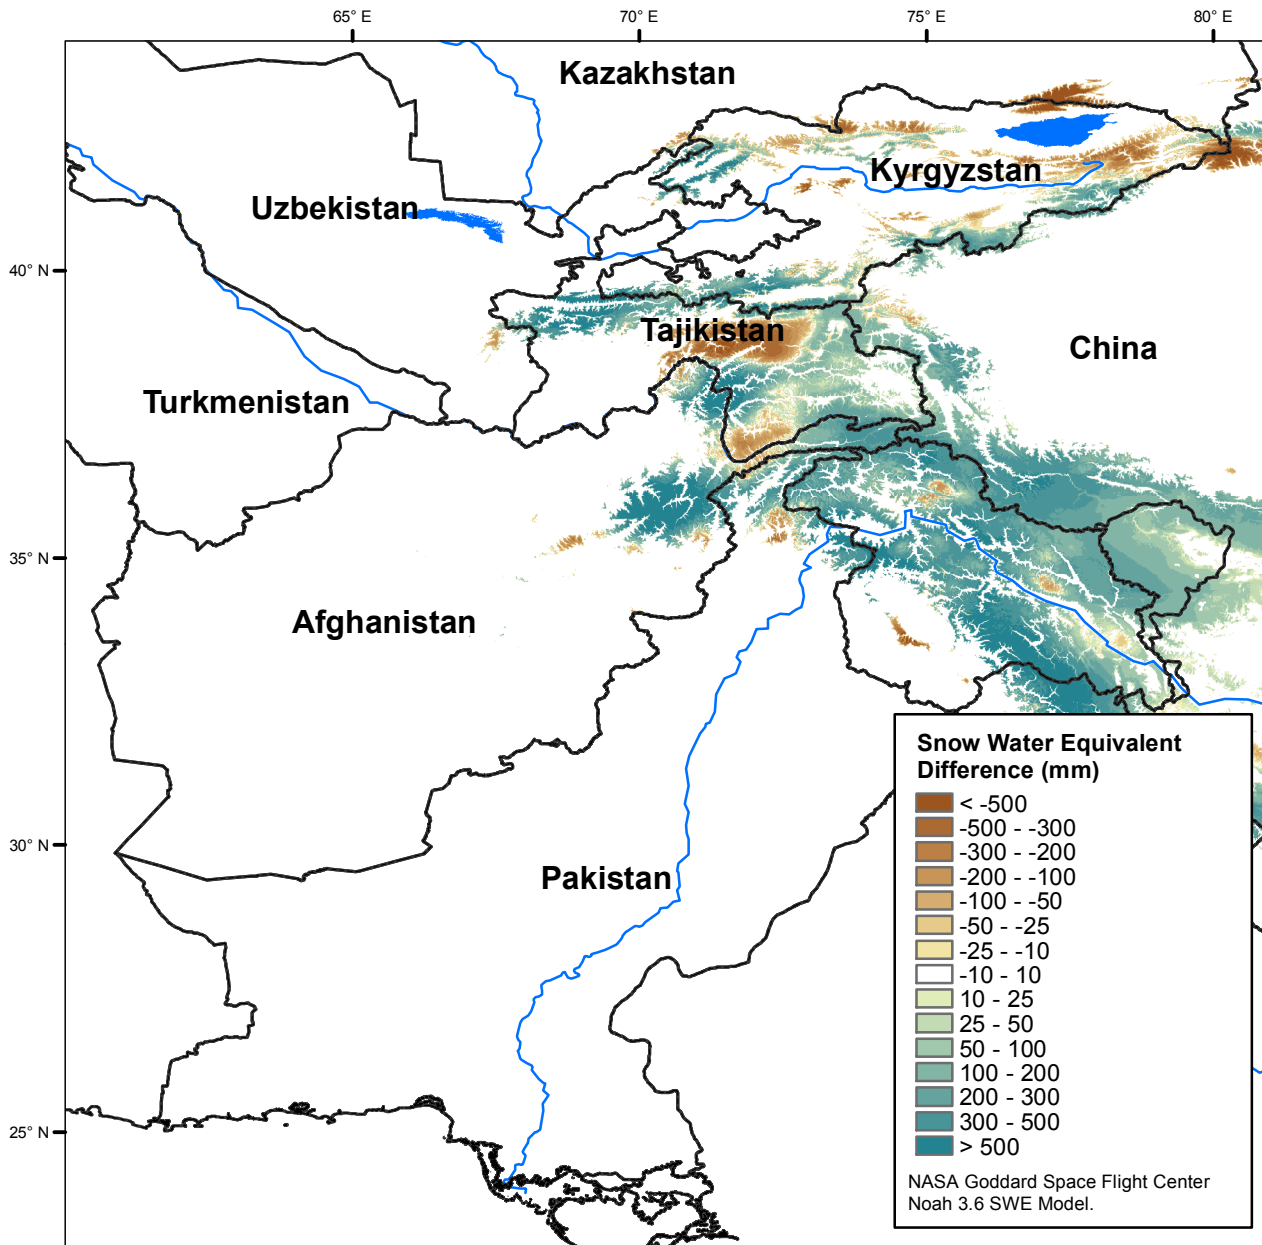 65° E
70° E
75° E
80° E
Kazakhstan
Kyrgyzstan
Uzbekistan
40° N
Tajikistan
China
Turkmenistan
35° N
Afghanistan
30° N
Pakistan
25° N
Snow Water Equivalent
Difference (mm)
< -500
-500 - -300
-300 - -200
-200 - -100
-100 - -50
-50 - -25
-25 - -10
-10 - 10
10 - 25
25 - 50
50 - 100
100 - 200
200 - 300
300 - 500
> 500
NASA Goddard Space Flight Center
Noah 3.6 SWE Model.